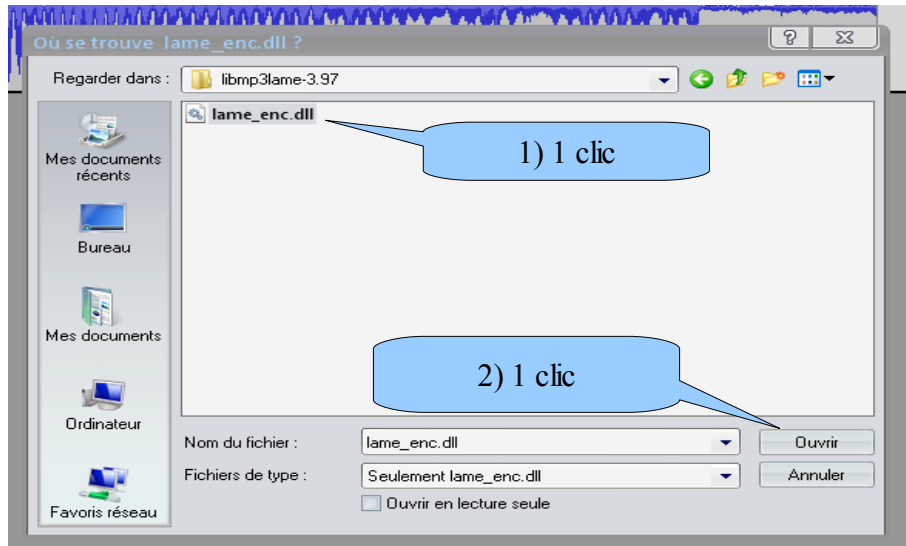 Où se trouve lame_enc.dll ?
Regarder dans : libmp3lame-3.97
lame_enc.dll
1) 1 clic
Mes documents
récents
Bureau
Mes documents
Ordinateur
Favoris réseau
2) 1 clic
Nom du fichier : lame_enc.dll Ouvrir
Fichiers de type : Seulement lame_enc.dll Annuler
Ouvrir en lecture seule